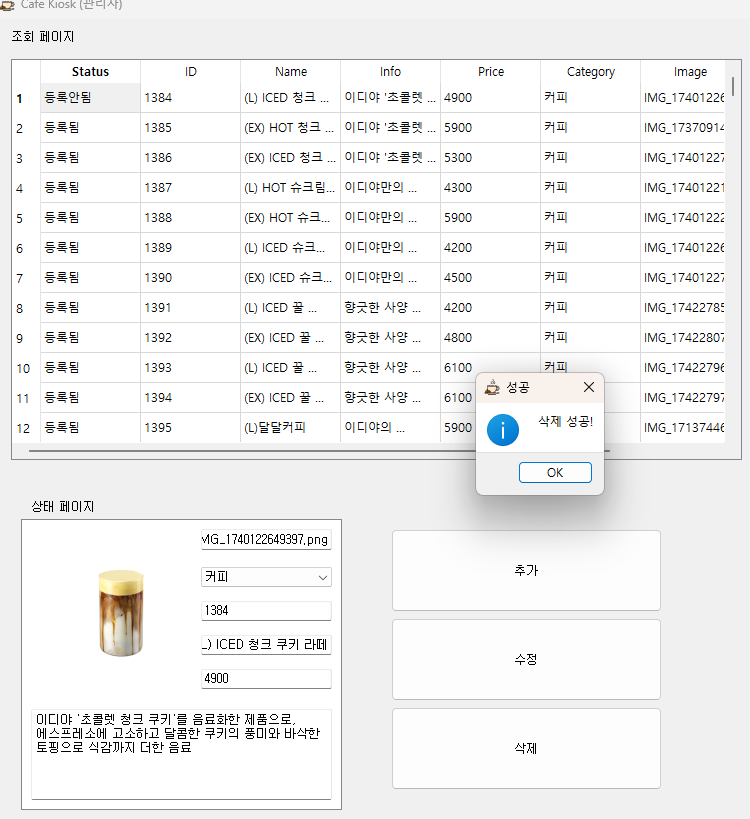 Cafe Kiosk (관리자)
조회 페이지
Status ID Name Info Price Category Image
1 등록안됨 1384 (L) ICED 청크 ... 이디야 '초콜렛 ... 4900 커피 IMG_17401226
2 등록됨 1385 (EX) HOT 청크 ... 이디야 '초콜렛 ... 5900 커피 IMG_17370914
3 등록됨 1386 (EX) ICED 청크 ... 이디야 '초콜렛 ... 5300 커피 IMG_17401227
4 등록됨 1387 (L) HOT 슈크림... 이디야만의 ... 4300 커피 IMG_17401221
5 등록됨 1388 (EX) HOT 슈크... 이디야만의 ... 5900 커피 IMG_17401222
6 등록됨 1389 (L) ICED 슈크... 이디야만의 ... 4200 커피 IMG_17401226
7 등록됨 1390 (EX) ICED 슈크... 이디야만의 ... 4500 커피 IMG_17401227
8 등록됨 1391 (L) ICED 꿀 ... 향긋한 사양 ... 4200 커피 IMG_17422785
9 등록됨 1392 (EX) ICED 꿀 ... 향긋한 사양 ... 4800 커피 IMG_17422807
10 등록됨 1393 (L) ICED 꿀 ... 향긋한 사양 ... 6100 커피 IMG_17422796
11 등록됨 1394 (EX) ICED 꿀 ... 향긋한 사양 ... 6100 IMG_17422797
12 등록됨 1395 (L)달달커피 이디야의 ... 5900 IMG_17137446
성공
삭제 성공!
OK
상태 페이지
MG_1740122649397.png
커피
1384
L) ICED 청크 쿠키 라떼
4900
이디야 '초콜렛 청크 쿠키'를 음료화한 제품으로,
에스프레소에 고소하고 달콤한 쿠키의 풍미와 바삭한
토핑으로 식감까지 더한 음료
추가
수정
삭제